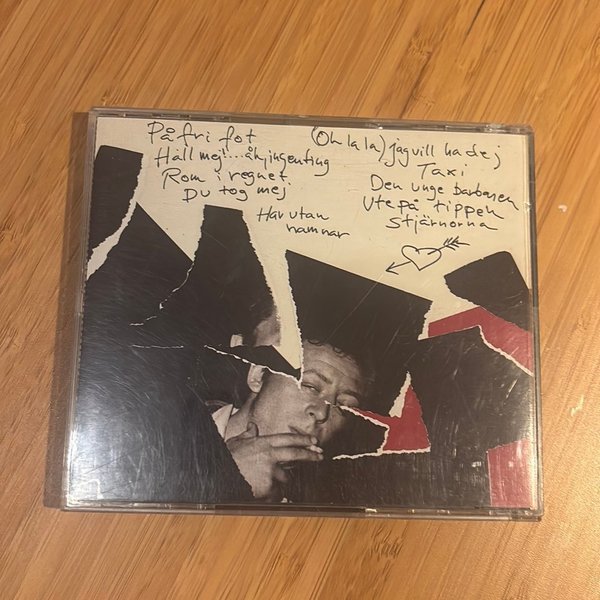 På fri fot
Håll mej...åh, ingenting
Rom i regnet
Du tog mej
Hav utan
hamnar
(Oh la la) jag vill ha dej
Taxi
Den unge barbaren
Ute på tippen
Stjärnorna